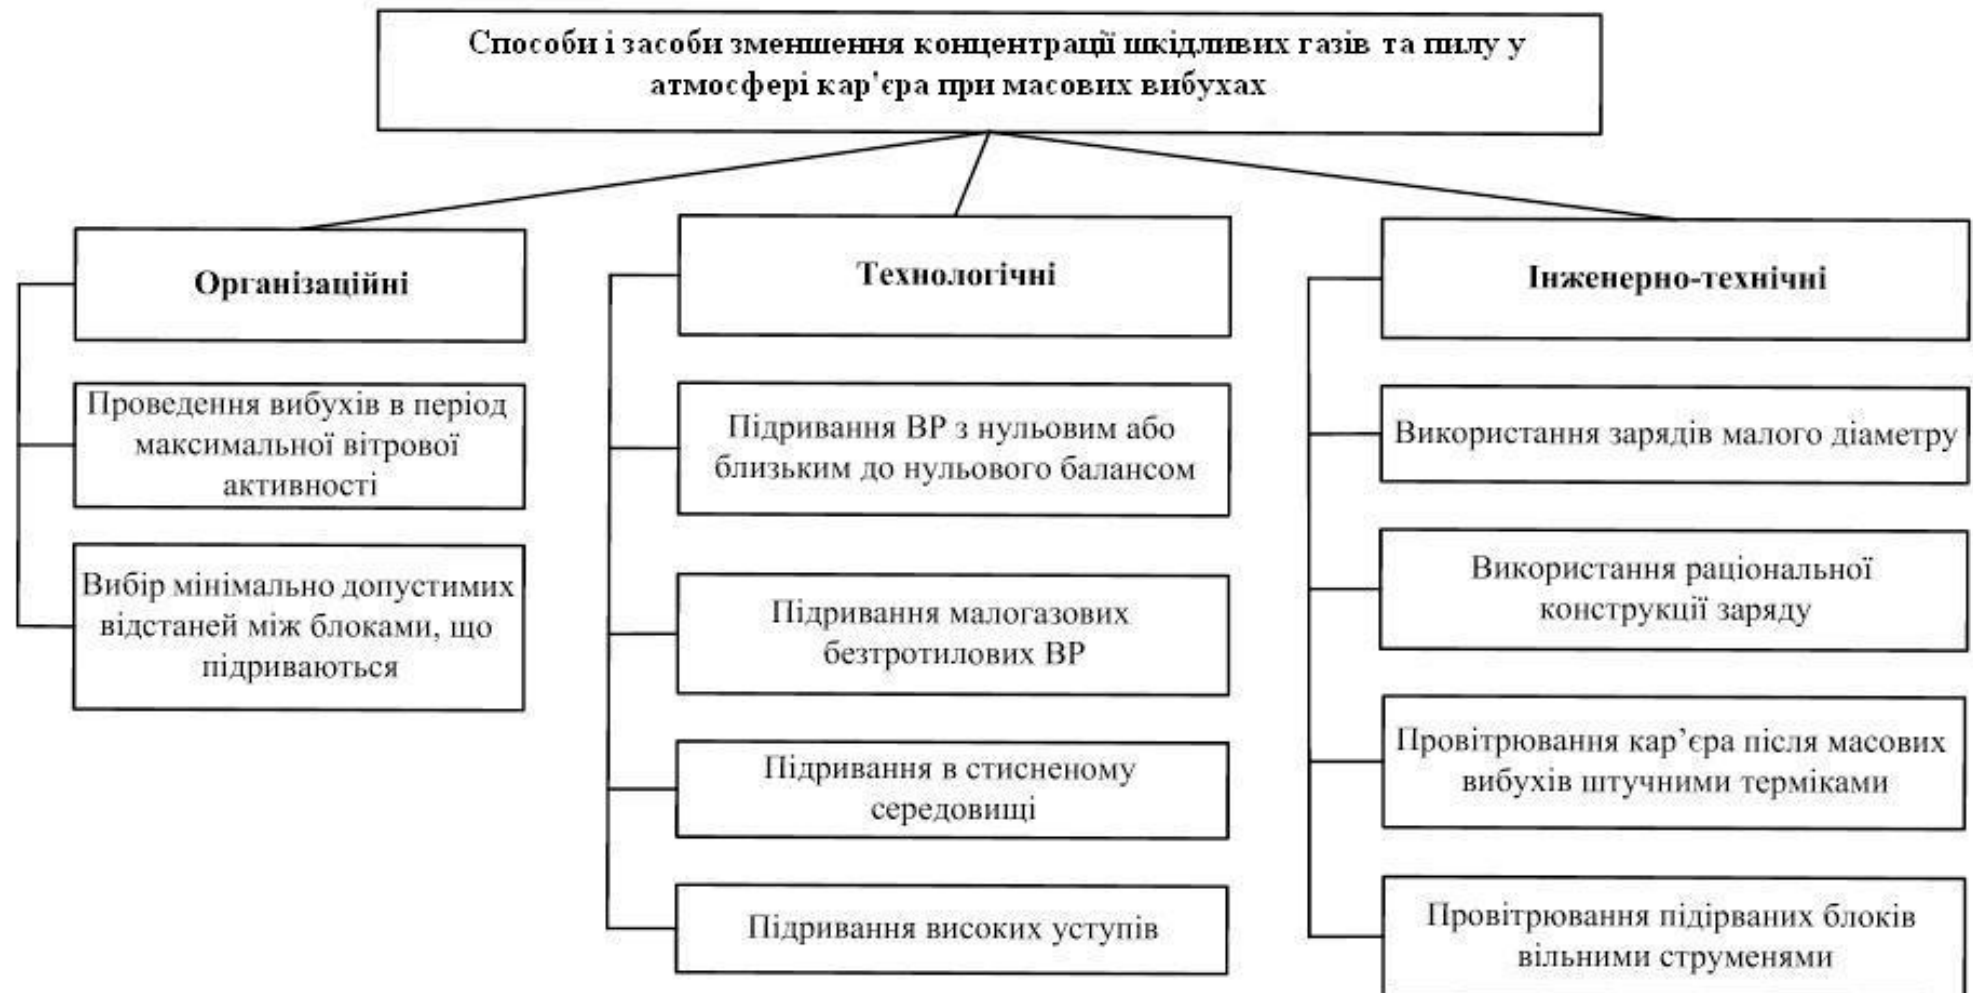 Способи і засоби зменшення концентрації шкідливих газів та пилу у
атмосфері кар'єра при масових вибухах
Організаційні
Проведення вибухів в період
максимальної вітрової
активності
Вибір мінімально допустимих
відстаней між блоками, що
підриваються
Технологічні
Підривання ВР з нульовим або
близьким до нульового балансом
Підривання малогазових
безтротилових ВР
Підривання в стисненому
середовищі
Підривання високих уступів
Інженерно-технічні
Використання зарядів малого діаметру
Використання раціональної
конструкції заряду
Провітрювання кар’єра після масових
вибухів штучними терміками
Провітрювання підірваних блоків
вільними струменями